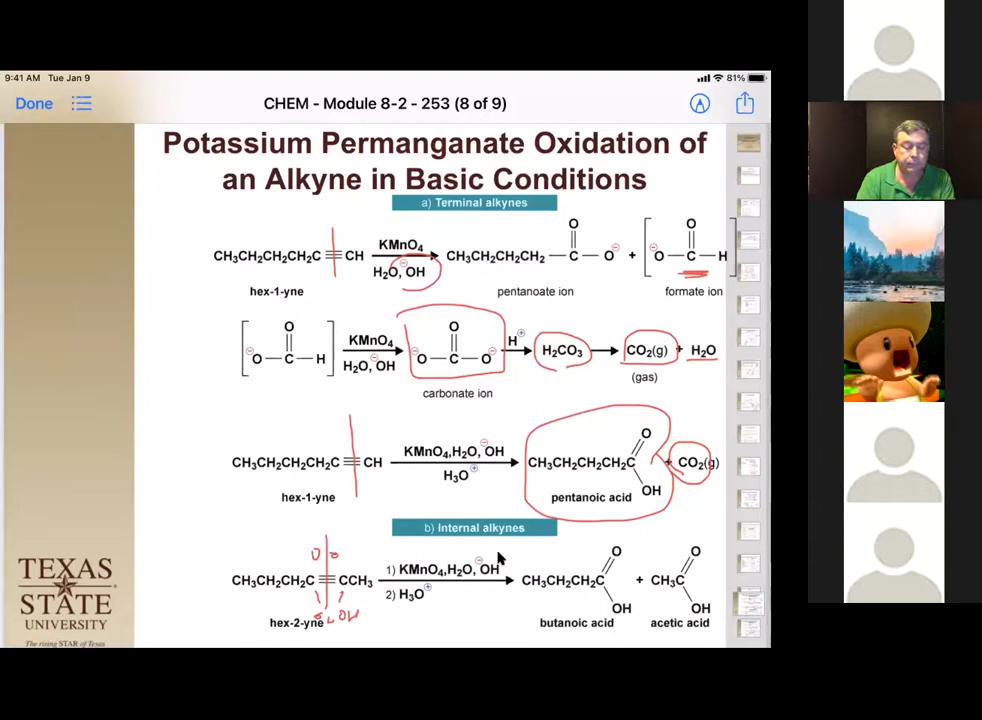 9:41 AM Tue Jan 9
81%
Done
CHEM - Module 8-2 - 253 (8 of 9)
Potassium Permanganate Oxidation of
an Alkyne in Basic Conditions
a) Terminal alkynes
CH3CH2CH2CH2C≡CH KMnO4 H2O, ⊖OH CH3CH2CH2CH2—C(=O)—O⊖ + [⊖O—C(=O)—H]
hex-1-yne pentanoate ion formate ion
[⊖O—C(=O)—H] KMnO4 H2O, ⊖OH ⊖O—C(=O)—O⊖ H⊕ H2CO3 CO2(g) + H2O
(gas)
carbonate ion
CH3CH2CH2CH2C≡CH KMnO4,H2O, ⊖OH H3O⊕ CH3CH2CH2CH2C(=O)OH + CO2(g)
hex-1-yne pentanoic acid
b) Internal alkynes
O O
CH3CH2CH2C≡CCH3 1) KMnO4,H2O, ⊖OH 2) H3O⊕ CH3CH2CH2C(=O)OH + CH3C(=O)OH
OH
hex-2-yne butanoic acid acetic acid
TEXAS
STATE
UNIVERSITY
The rising STAR of Texas